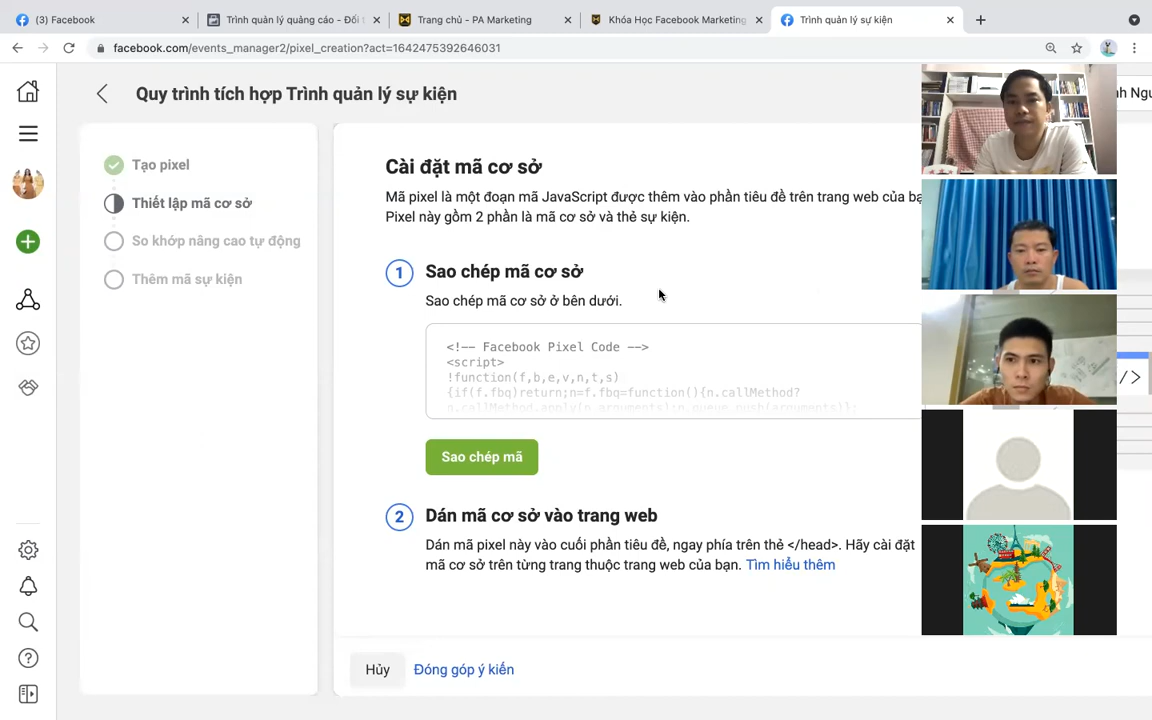 (3) Facebook
Trình quản lý quảng cáo - Đối t
Trang chủ - PA Marketing
Khóa Học Facebook Marketing
Trình quản lý sự kiện
facebook.com/events_manager2/pixel_creation?act=1642475392646031
Quy trình tích hợp Trình quản lý sự kiện
Tạo pixel
Thiết lập mã cơ sở
So khớp nâng cao tự động
Thêm mã sự kiện
Cài đặt mã cơ sở
Mã pixel là một đoạn mã JavaScript được thêm vào phần tiêu đề trên trang web của
Pixel này gồm 2 phần là mã cơ sở và thẻ sự kiện.
1
Sao chép mã cơ sở
Sao chép mã cơ sở ở bên dưới.
<!-- Facebook Pixel Code -->
<script>
!function(f,b,e,v,n,t,s)
{if(f.fbq)return;n=f.fbq=function(){n.callMethod?
n.callMethod.apply(n,arguments):n.queue.push(arguments)};
Sao chép mã
2
Dán mã cơ sở vào trang web
Dán mã pixel này vào cuối phần tiêu đề, ngay phía trên thẻ </head>. Hãy cài đặt
mã cơ sở trên từng trang thuộc trang web của bạn. Tìm hiểu thêm
Hủy
Đóng góp ý kiến